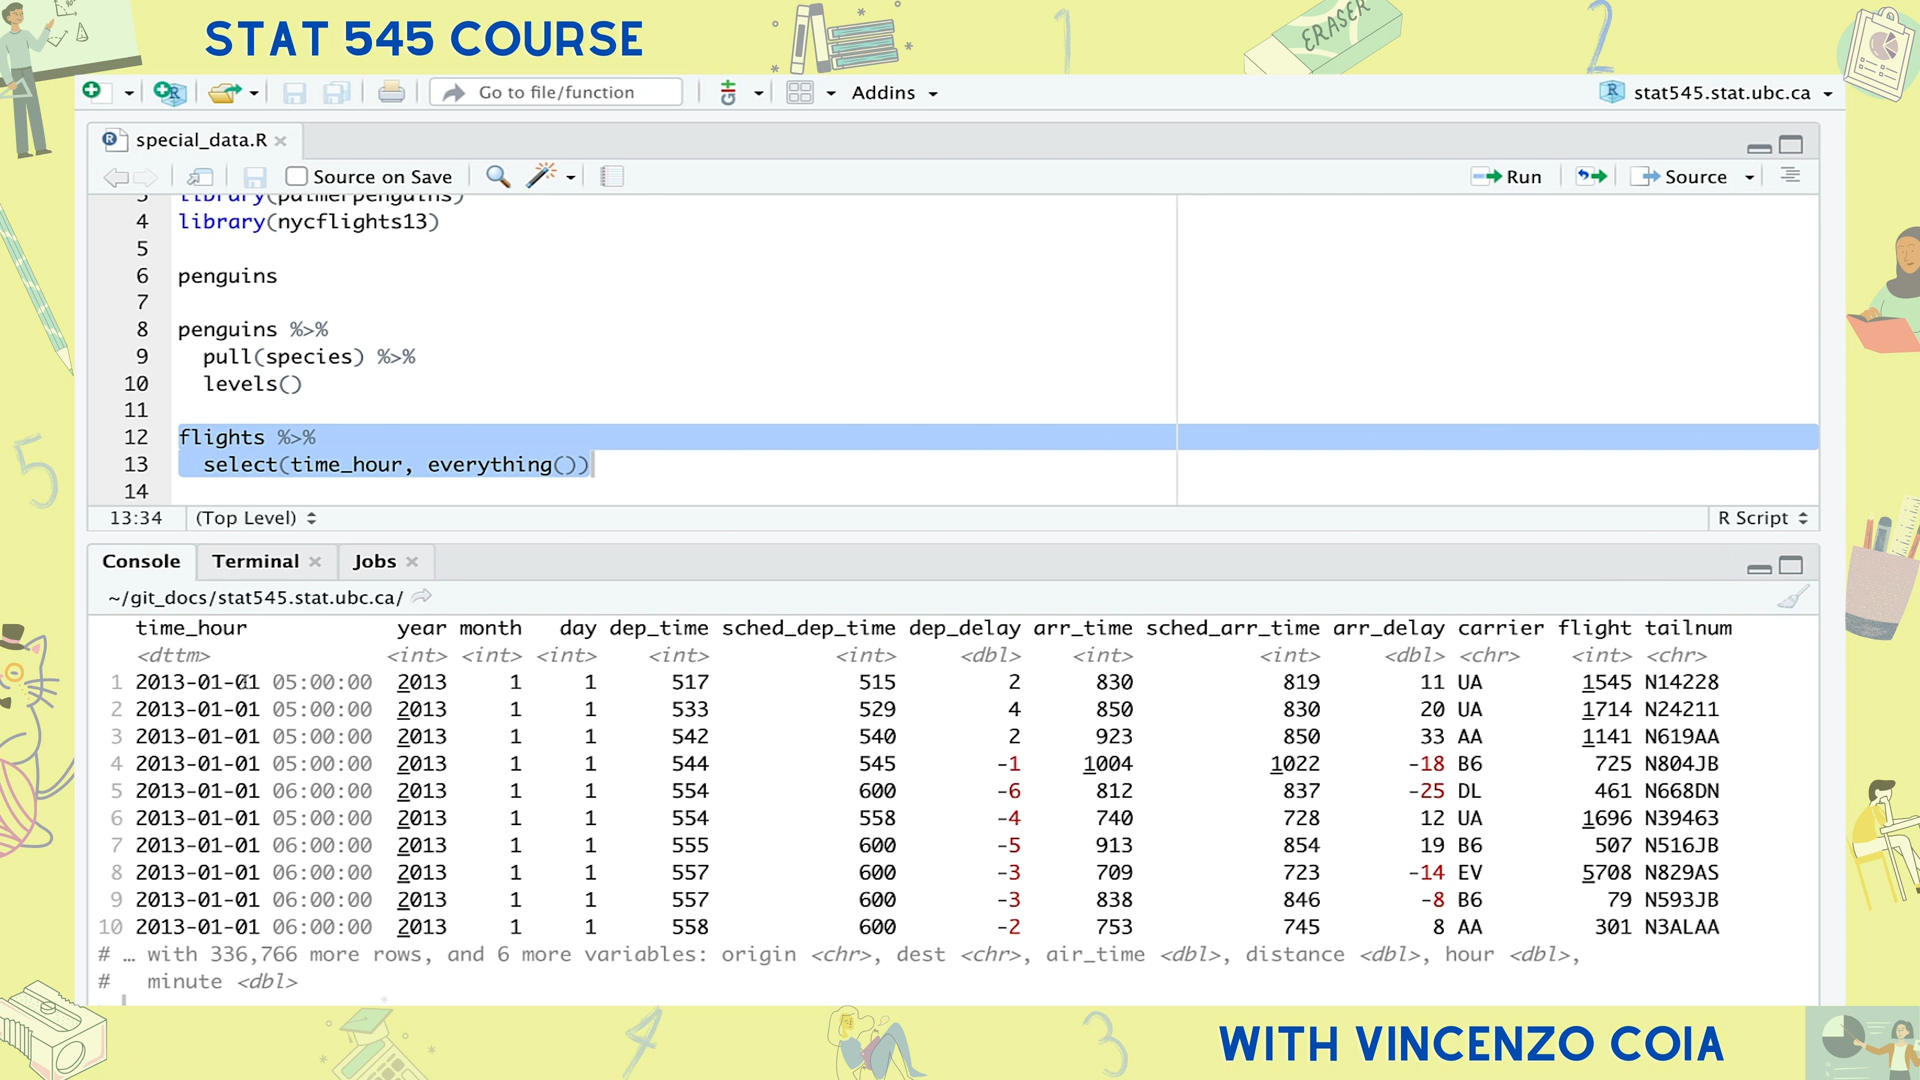 STAT 545 COURSE
ERASER
Go to file/function
Addins
stat545.stat.ubc.ca
special_data.R
Source on Save
Run
Source
3 library(palmerpenguins)
4 library(nycflights13)
5
6 penguins
7
8 penguins %>%
9 pull(species) %>%
10 levels()
11
12 flights %>%
13 select(time_hour, everything())
14
13:34 (Top Level) R Script
Console Terminal Jobs
~/git_docs/stat545.stat.ubc.ca/
time_hour year month day dep_time sched_dep_time dep_delay arr_time sched_arr_time arr_delay carrier flight tailnum
<dttm> <int> <int> <int> <int> <int> <dbl> <int> <int> <dbl> <chr> <int> <chr>
1 2013-01-01 05:00:00 2013 1 1 517 515 2 830 819 11 UA 1545 N14228
2 2013-01-01 05:00:00 2013 1 1 533 529 4 850 830 20 UA 1714 N24211
3 2013-01-01 05:00:00 2013 1 1 542 540 2 923 850 33 AA 1141 N619AA
4 2013-01-01 05:00:00 2013 1 1 544 545 -1 1004 1022 -18 B6 725 N804JB
5 2013-01-01 06:00:00 2013 1 1 554 600 -6 812 837 -25 DL 461 N668DN
6 2013-01-01 05:00:00 2013 1 1 554 558 -4 740 728 12 UA 1696 N39463
7 2013-01-01 06:00:00 2013 1 1 555 600 -5 913 854 19 B6 507 N516JB
8 2013-01-01 06:00:00 2013 1 1 557 600 -3 709 723 -14 EV 5708 N829AS
9 2013-01-01 06:00:00 2013 1 1 557 600 -3 838 846 -8 B6 79 N593JB
10 2013-01-01 06:00:00 2013 1 1 558 600 -2 753 745 8 AA 301 N3ALAA
# … with 336,766 more rows, and 6 more variables: origin <chr>, dest <chr>, air_time <dbl>, distance <dbl>, hour <dbl>,
# minute <dbl>
WITH VINCENZO COIA
1
2
3
4
5